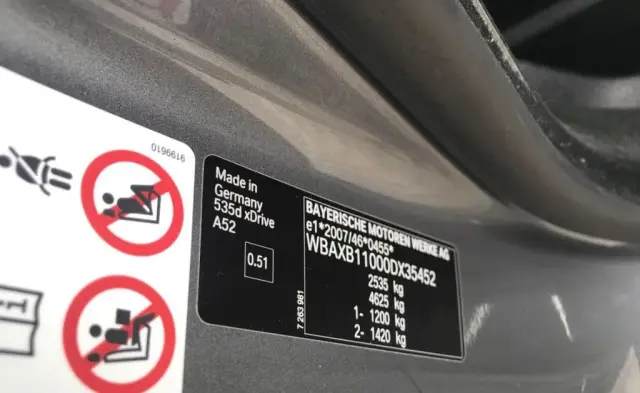 0199610
Made in
Germany
535d xDrive
A52
0.51
7 263 981
BAYERISCHE MOTOREN WERKE AG
e1*2007/46*0455*
WBAXB11000DX35452
2535 kg
4625 kg
1- 1200 kg
2- 1420 kg